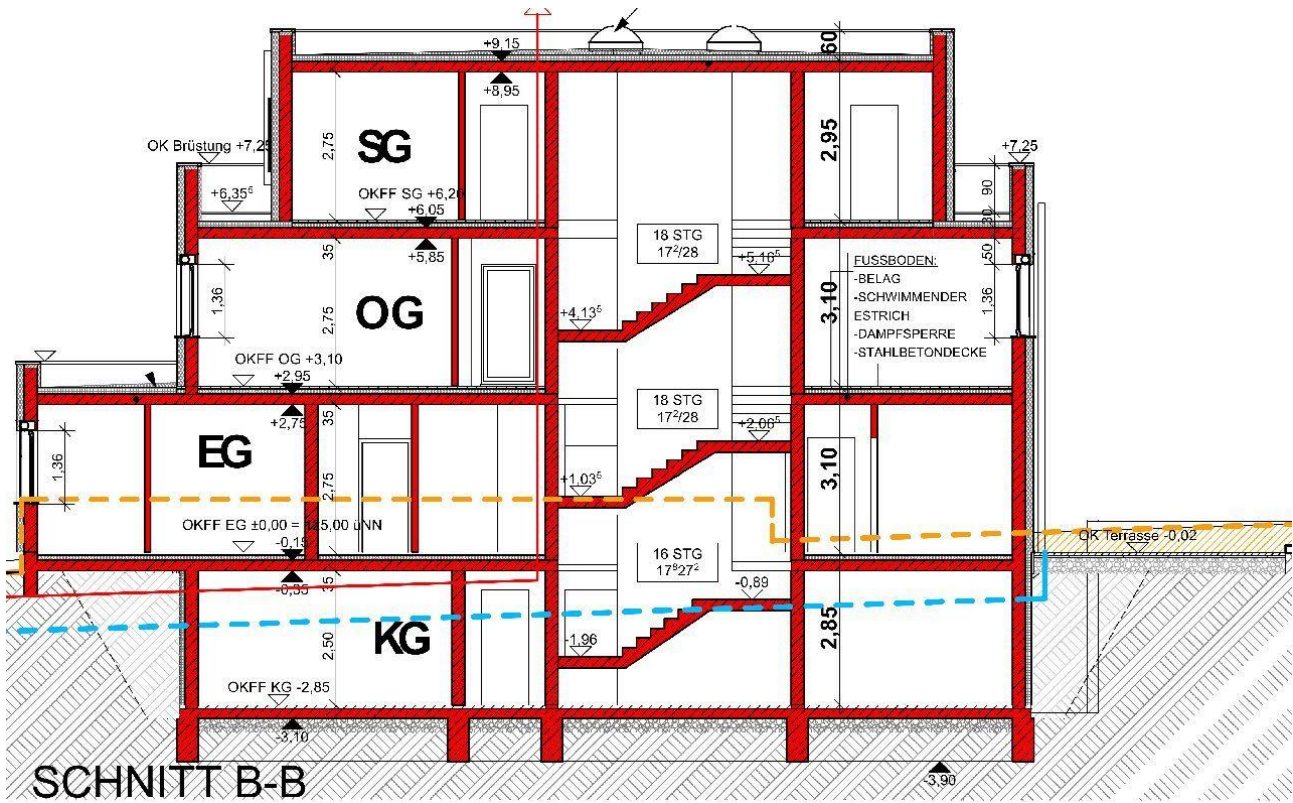 +9,15
60
+8,95
SG
2,75
2,95
OK Brüstung +7,25
+7,25
+6,35⁵
OKFF SG +6,20
90
+6,05
30
18 STG
17²/28
35
+5,85
50
+5,16⁵
FUSSBODEN:
-BELAG
-SCHWIMMENDER
ESTRICH
-DAMPFSPERRE
-STAHLBETONDECKE
1,36
OG
2,75
+4,13⁵
3,10
1,36
OKFF OG +3,10
+2,95
18 STG
17²/28
+2,75
35
+2,06⁵
EG
1,36
2,75
+1,03⁵
3,10
OKFF EG ±0,00 = 425,00 üNN
-0,15
OK Terrasse -0,02
16 STG
17⁸27²
-0,35
35
-0,89
KG
2,50
-1,96
2,85
OKFF KG -2,85
-3,10
-3,90
SCHNITT B-B